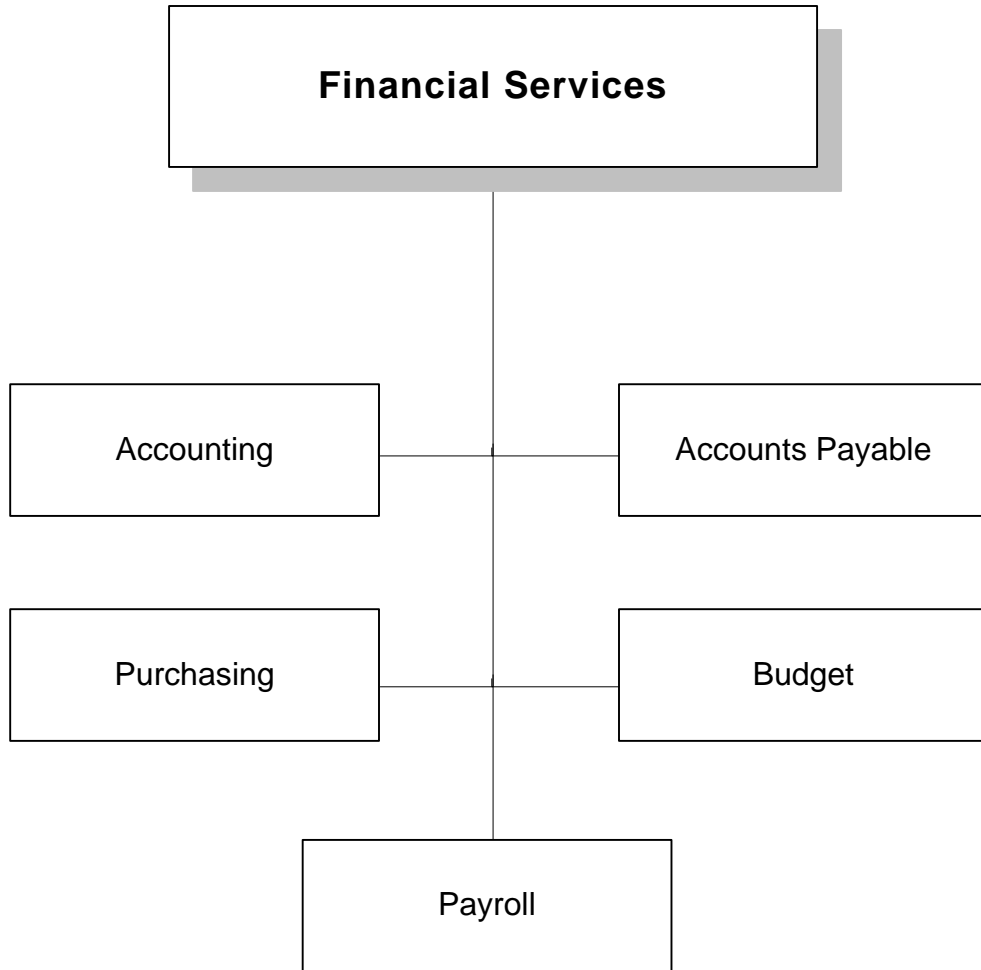 Financial Services
Accounting
Accounts Payable
Purchasing
Budget
Payroll